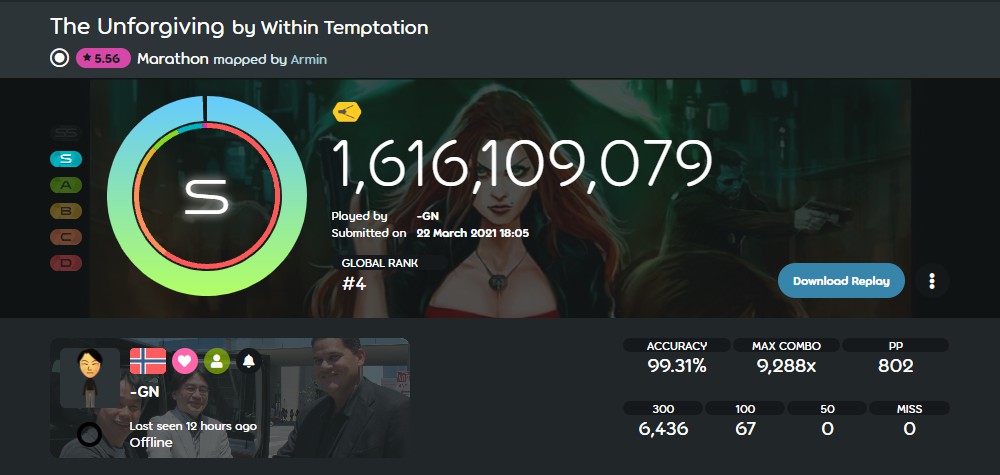 The Unforgiving by Within Temptation
5.56 Marathon mapped by Armin
SS
S
A
B
C
D
S
1,616,109,079
Played by -GN
Submitted on 22 March 2021 18:05
GLOBAL RANK
#4
Download Replay
-GN
Last seen 12 hours ago
Offline
ACCURACY MAX COMBO PP
99.31% 9,288x 802
300 100 50 MISS
6,436 67 0 0